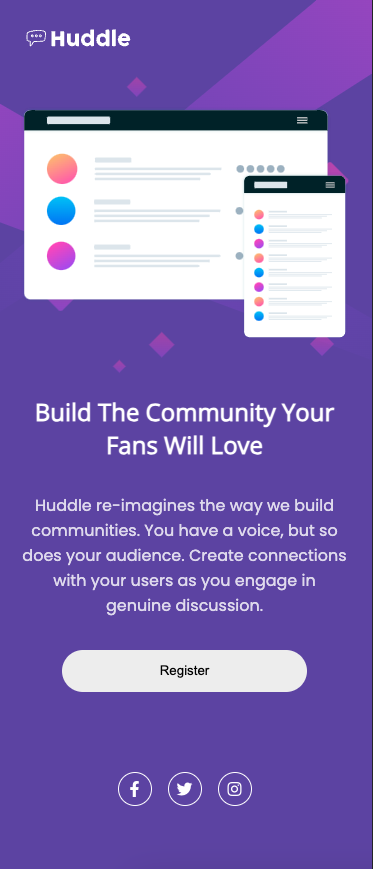 Huddle
Build The Community Your
Fans Will Love
Huddle re-imagines the way we build
communities. You have a voice, but so
does your audience. Create connections
with your users as you engage in
genuine discussion.
Register